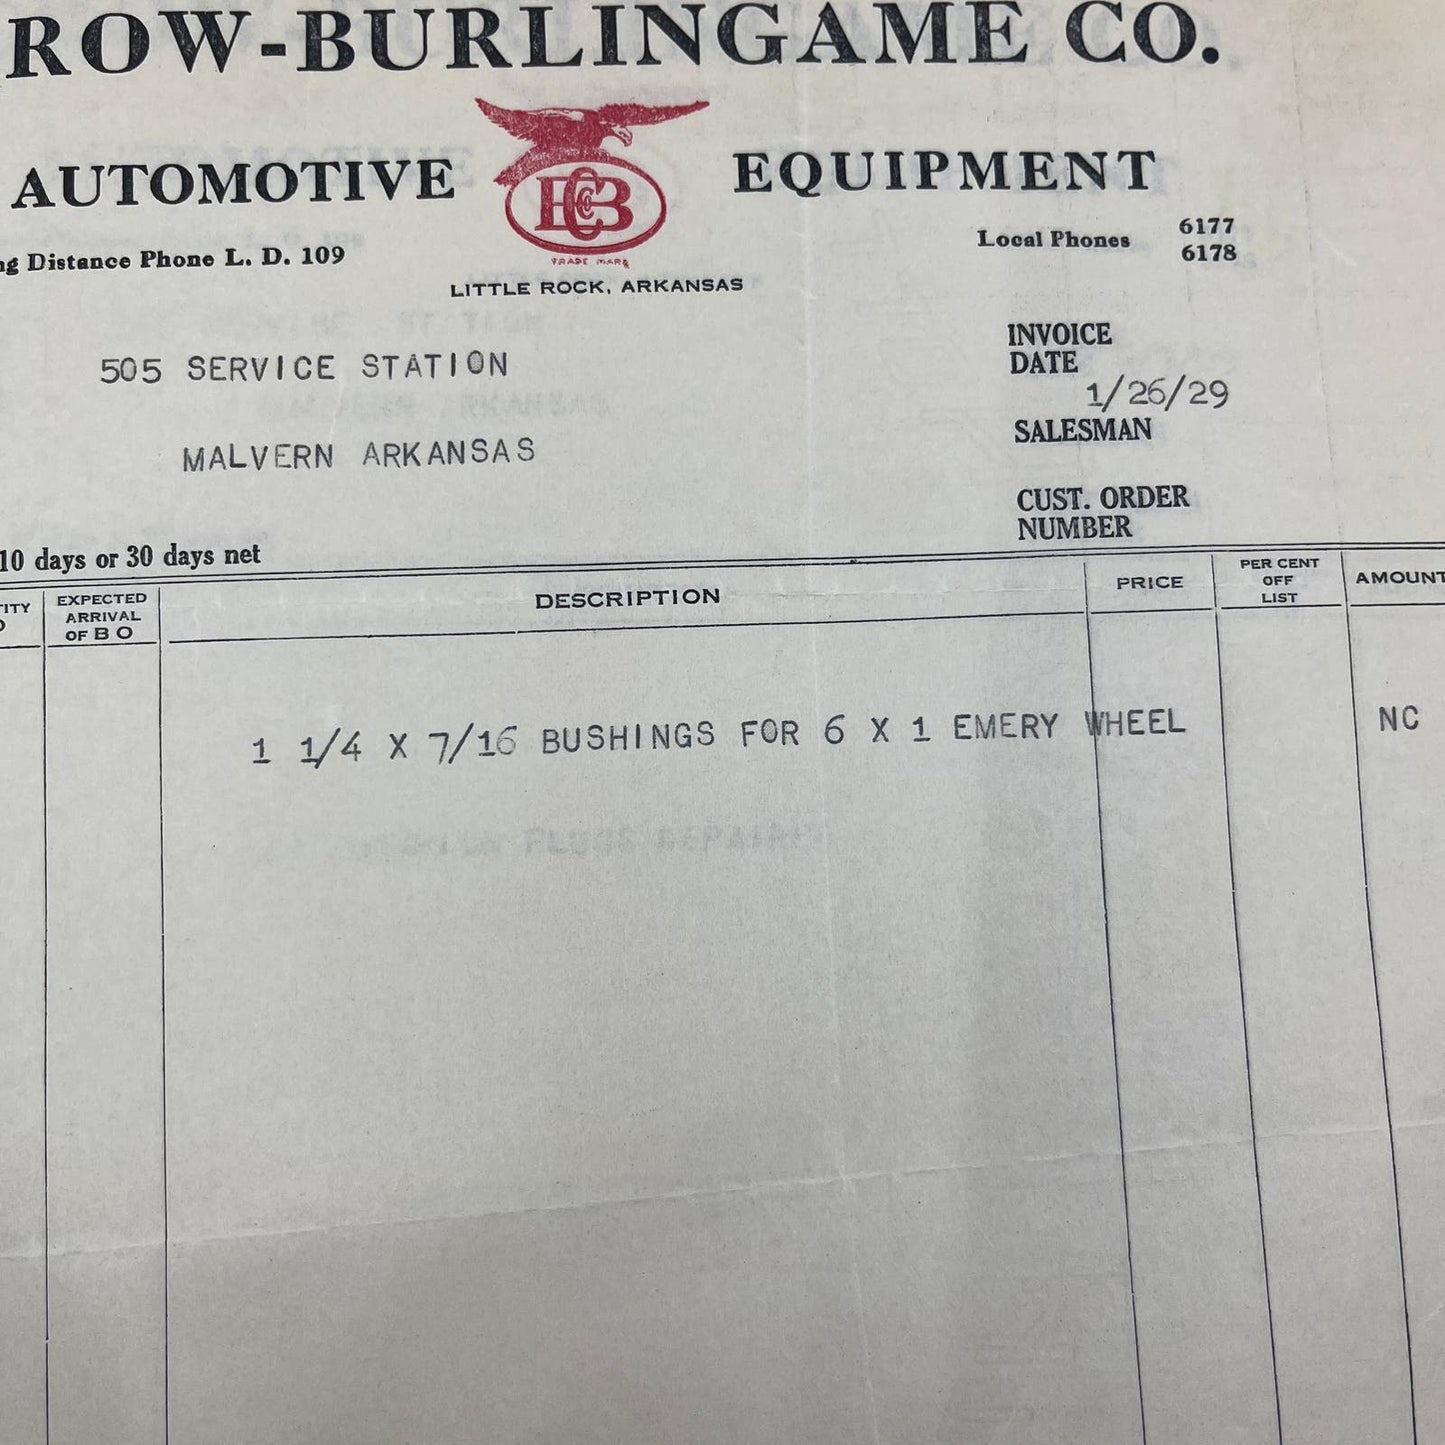 ROW-BURLINGAME CO.
AUTOMOTIVE EQUIPMENT
TRADE MARK
ng Distance Phone L. D. 109
Local Phones 6177
6178
LITTLE ROCK, ARKANSAS
505 SERVICE STATION
MALVERN ARKANSAS
INVOICE
DATE
1/26/29
SALESMAN
CUST. ORDER
NUMBER
10 days or 30 days net
ITY
EXPECTED
ARRIVAL
OF B O
DESCRIPTION
PRICE
PER CENT
OFF
LIST
AMOUNT
1 1/4 X 7/16 BUSHINGS FOR 6 X 1 EMERY WHEEL NC